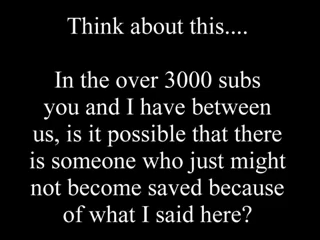 Think about this....
In the over 3000 subs
you and I have between
us, is it possible that there
is someone who just might
not become saved because
of what I said here?